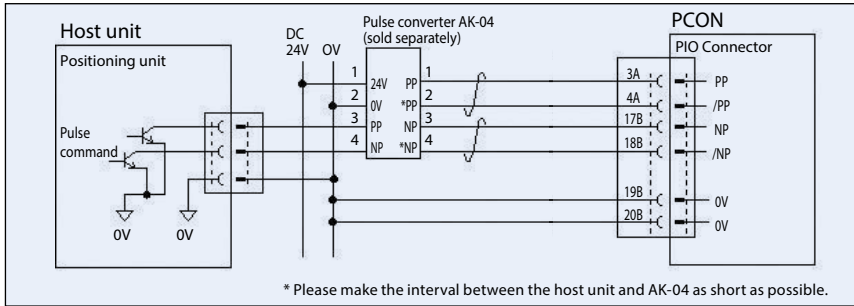 Host unit
Positioning unit
Pulse
command
0V
0V
DC
24V
0V
Pulse converter AK-04
(sold separately)
1 24V PP 1
2 0V *PP 2
3 PP NP 3
4 NP *NP 4
PCON
PIO Connector
3A PP
4A /PP
17B NP
18B /NP
19B 0V
20B 0V
* Please make the interval between the host unit and AK-04 as short as possible.